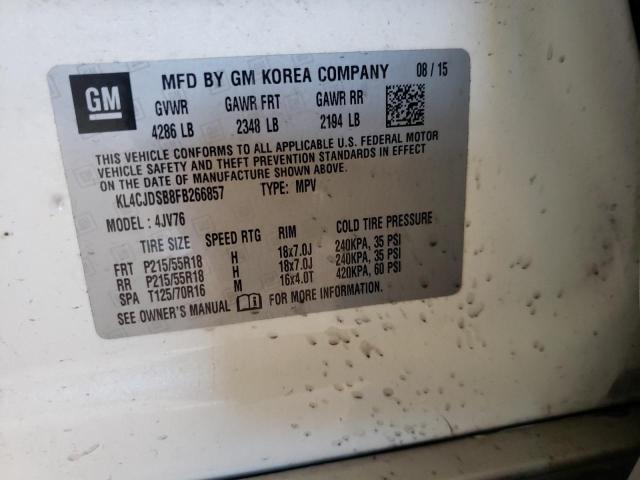 GM
MFD BY GM KOREA COMPANY 08 / 15
GVWR GAWR FRT GAWR RR
4286 LB 2348 LB 2194 LB
THIS VEHICLE CONFORMS TO ALL APPLICABLE U.S. FEDERAL MOTOR
VEHICLE SAFETY AND THEFT PREVENTION STANDARDS IN EFFECT
ON THE DATE OF MANUFACTURE SHOWN ABOVE.
KL4CJDSB8FB266857 TYPE: MPV
MODEL : 4JV76
TIRE SIZE SPEED RTG RIM COLD TIRE PRESSURE
FRT P215/55R18 H 18x7.0J 240KPA, 35 PSI
RR P215/55R18 H 18x7.0J 240KPA, 35 PSI
SPA T125/70R16 M 16x4.0T 420KPA, 60 PSI
SEE OWNER'S MANUAL FOR MORE INFORMATION.